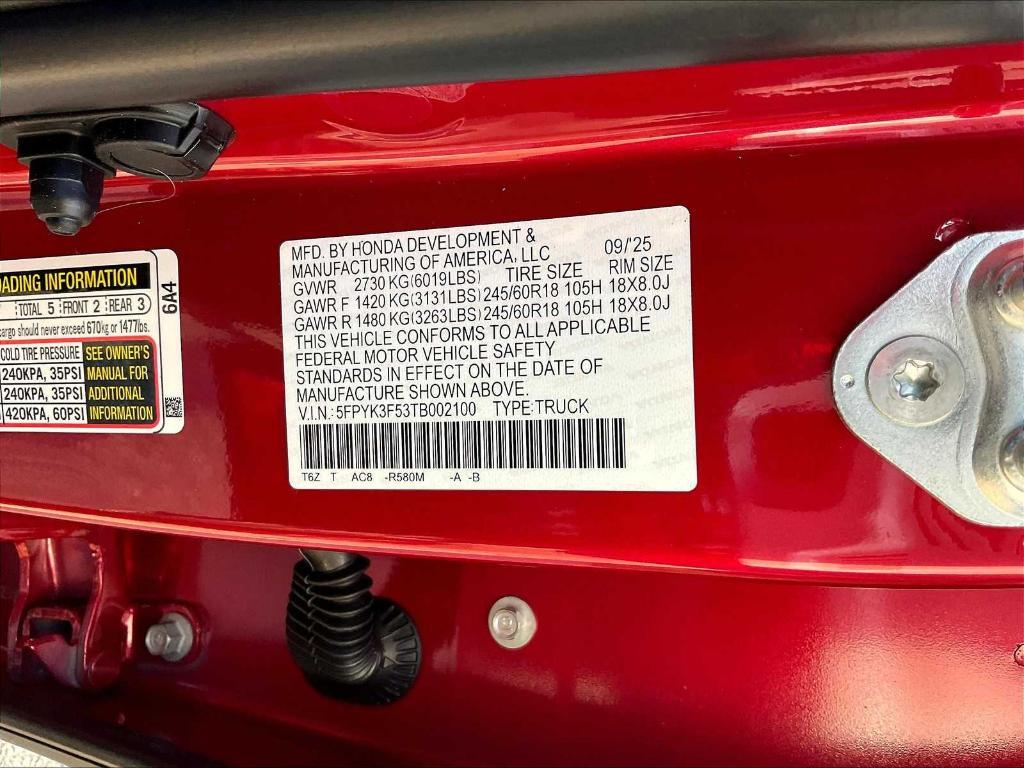 MFD. BY HONDA DEVELOPMENT &
MANUFACTURING OF AMERICA, LLC 09/'25
GVWR 2730 KG(6019LBS) TIRE SIZE RIM SIZE
GAWR F 1420 KG(3131LBS) 245/60R18 105H 18X8.0J
GAWR R 1480 KG(3263LBS) 245/60R18 105H 18X8.0J
THIS VEHICLE CONFORMS TO ALL APPLICABLE
FEDERAL MOTOR VEHICLE SAFETY
STANDARDS IN EFFECT ON THE DATE OF
MANUFACTURE SHOWN ABOVE.
V.I.N.: 5FPYK3F53TB002100 TYPE:TRUCK
T6Z T AC8 -R580M -A -B
OADING INFORMATION
TOTAL 5 FRONT 2 REAR 3
cargo should never exceed 670kg or 1477lbs.
COLD TIRE PRESSURE
240KPA, 35PSI
240KPA, 35PSI
420KPA, 60PSI
SEE OWNER'S
MANUAL FOR
ADDITIONAL
INFORMATION
6A4